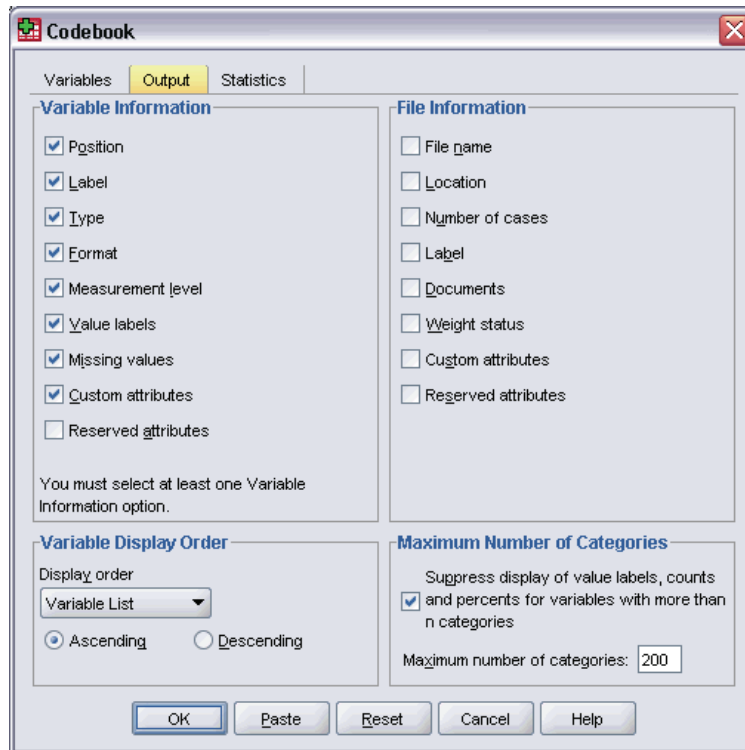 Codebook
Variables
Output
Statistics
Variable Information
Position
Label
Type
Format
Measurement level
Value labels
Missing values
Custom attributes
Reserved attributes
You must select at least one Variable
Information option.
File Information
File name
Location
Number of cases
Label
Documents
Weight status
Custom attributes
Reserved attributes
Variable Display Order
Display order
Variable List
Ascending
Descending
Maximum Number of Categories
Suppress display of value labels, counts
and percents for variables with more than
n categories
Maximum number of categories: 200
OK
Paste
Reset
Cancel
Help